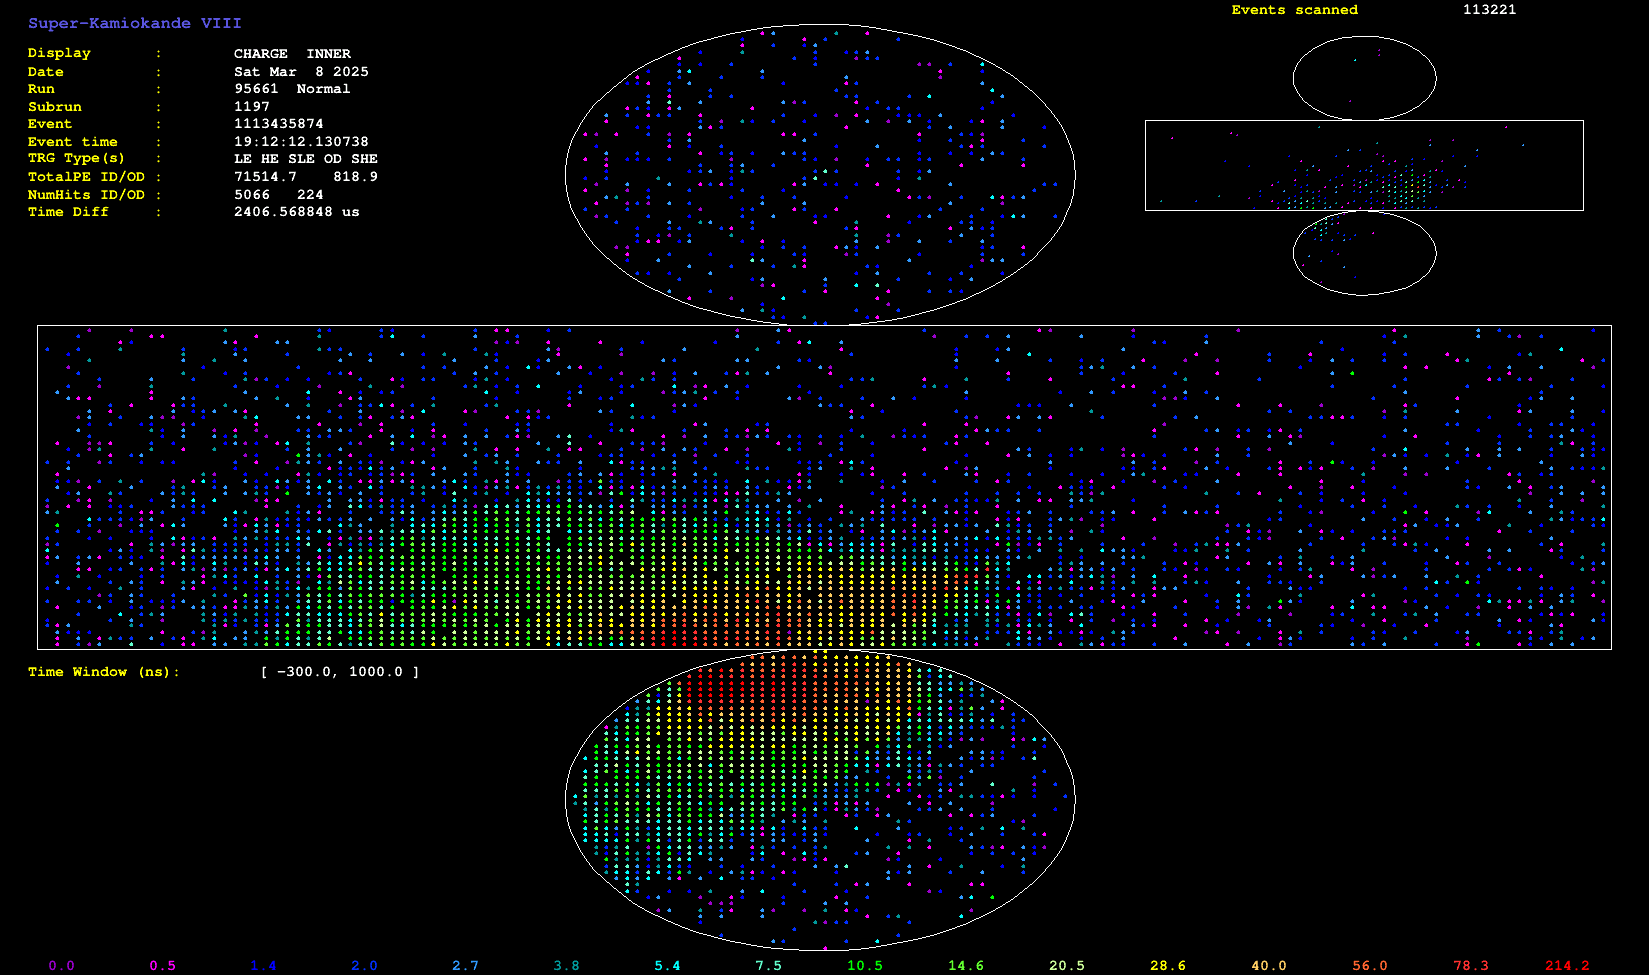 Super-Kamiokande VIII
Events scanned 113221
Display : CHARGE INNER
Date : Sat Mar 8 2025
Run : 95661 Normal
Subrun : 1197
Event : 1113435874
Event time : 19:12:12.130738
TRG Type(s) : LE HE SLE OD SHE
TotalPE ID/OD : 71514.7 818.9
NumHits ID/OD : 5066 224
Time Diff : 2406.568848 us
Time Window (ns): [ -300.0, 1000.0 ]
0.0 0.5 1.4 2.0 2.7 3.8 5.4 7.5 10.5 14.6 20.5 28.6 40.0 56.0 78.3 214.2